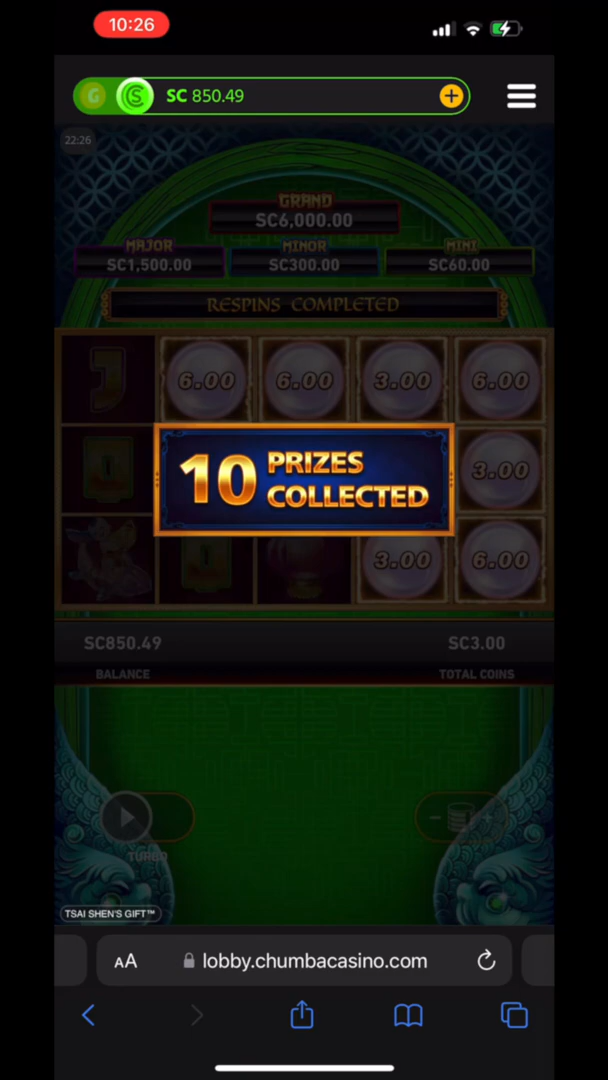 10:26
G S SC 850.49 +
22:26
GRAND
SC6,000.00
MAJOR MINOR MINI
SC1,500.00 SC300.00 SC60.00
RESPINS COMPLETED
6.00 6.00 3.00 6.00
10 PRIZES
COLLECTED
3.00
3.00 6.00
SC850.49 SC3.00
BALANCE TOTAL COINS
TURBO
TSAI SHEN'S GIFT™
AA lobby.chumbacasino.com